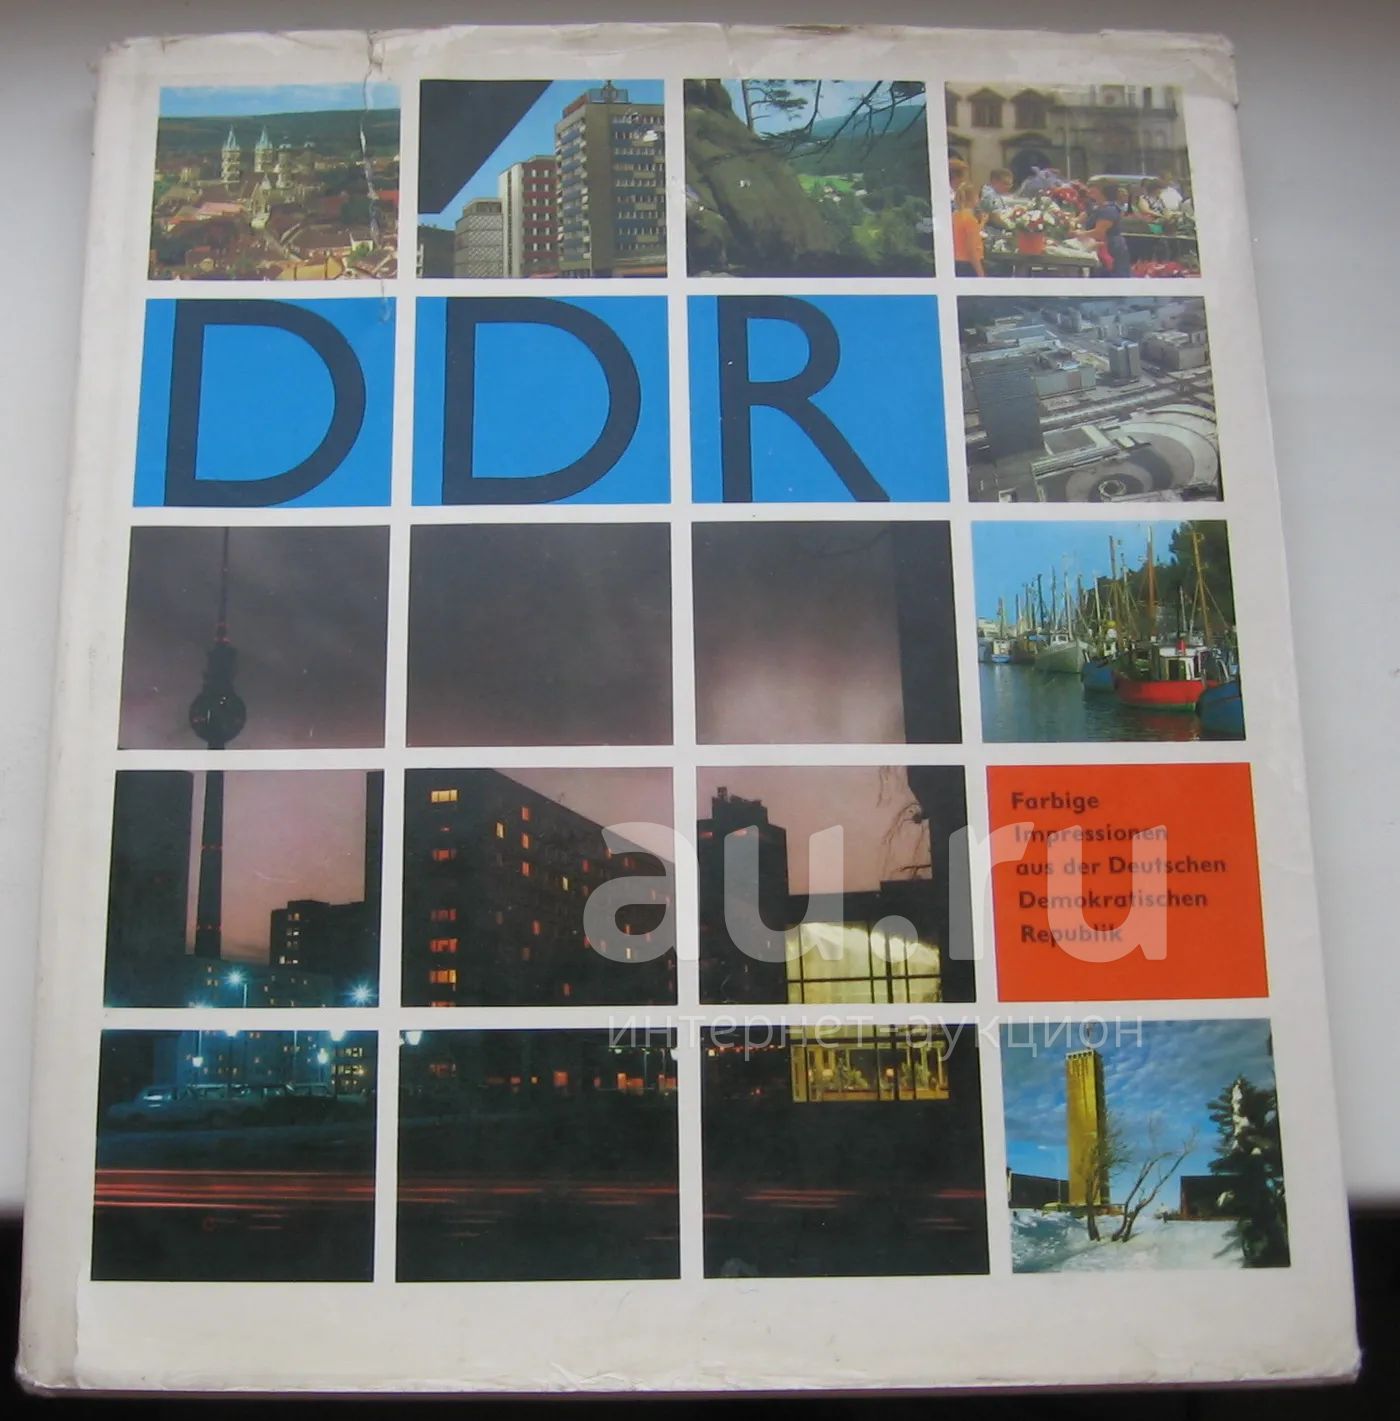 DDR
Farbige
Impressionen
aus der Deutschen
Demokratischen
Republik
au.ru
интернет-аукцион